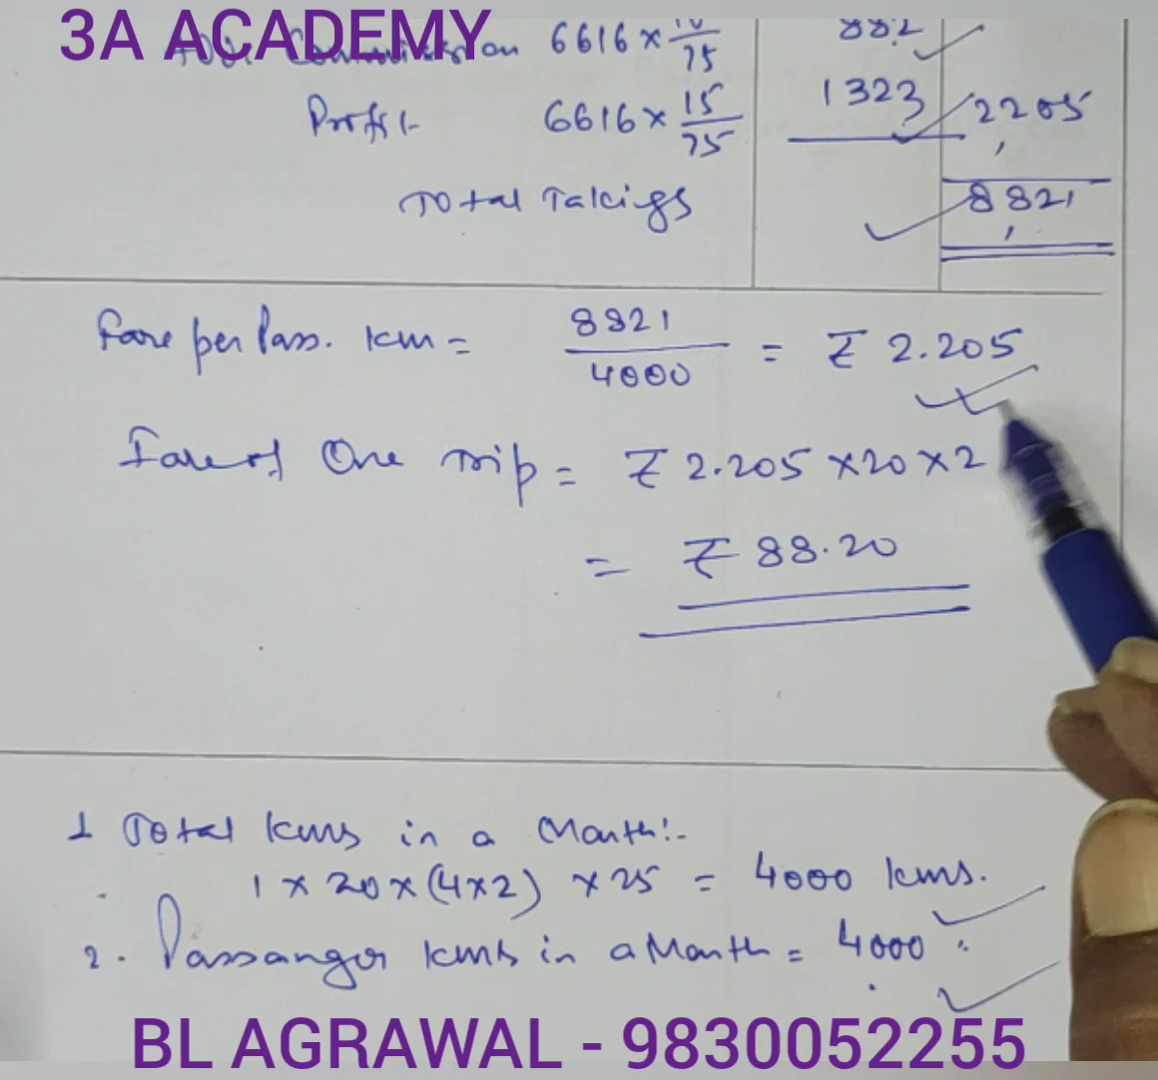 3A ACADEMY
Commission 6616 × 10/75 882
Profit 6616 × 15/75 1323 2205
Total Takings 8821
Fare per Pass. km = 8821/4000 = ₹ 2.205
Fare of One Trip = ₹ 2.205 × 20 × 2
= ₹ 88.20
1 Total kms in a Month:-
1 × 20 × (4×2) × 25 = 4000 kms.
2. Passanger kms in a Month = 4000
BL AGRAWAL - 9830052255